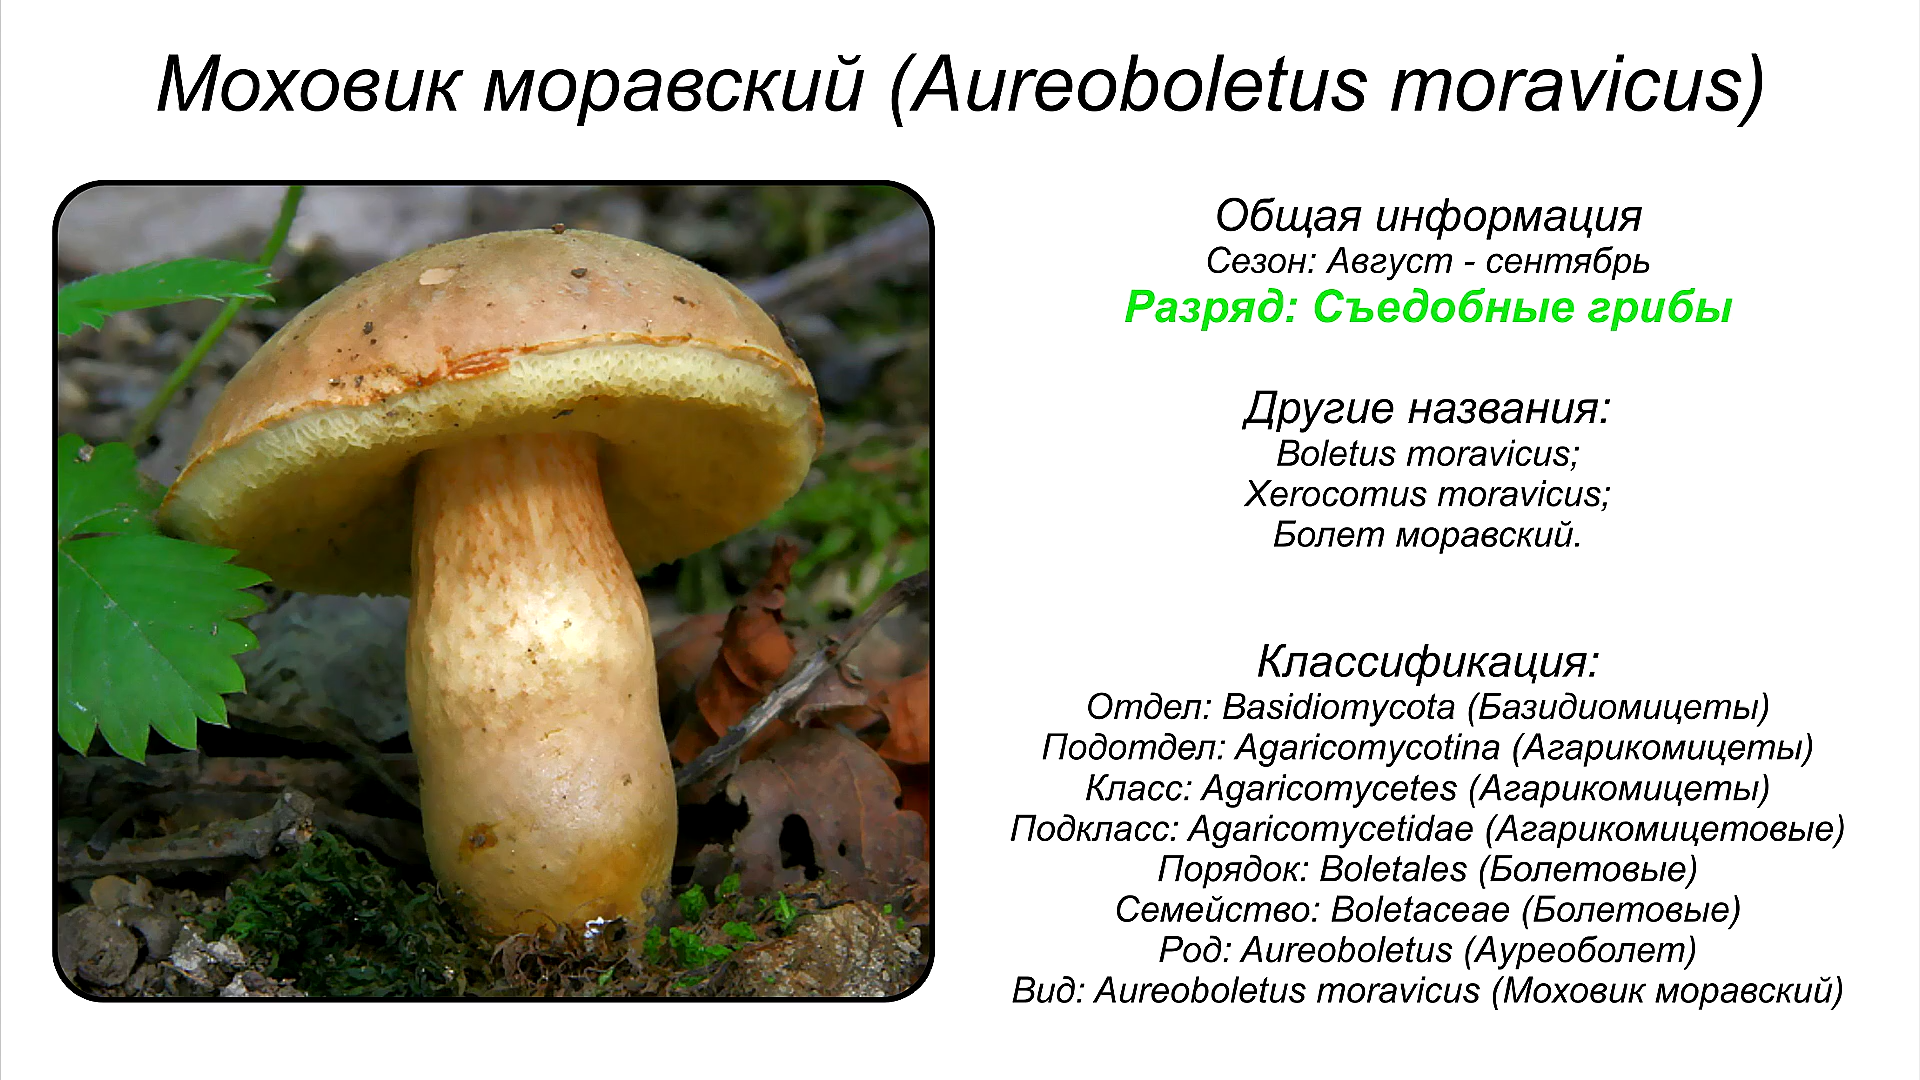 Моховик моравский (Aureoboletus moravicus)
Общая информация
Сезон: Август - сентябрь
Разряд: Съедобные грибы
Другие названия:
Boletus moravicus;
Xerocomus moravicus;
Болет моравский.
Классификация:
Отдел: Basidiomycota (Базидиомицеты)
Подотдел: Agaricomycotina (Агарикомицеты)
Класс: Agaricomycetes (Агарикомицеты)
Подкласс: Agaricomycetidae (Агарикомицетовые)
Порядок: Boletales (Болетовые)
Семейство: Boletaceae (Болетовые)
Род: Aureoboletus (Ауреоболет)
Вид: Aureoboletus moravicus (Моховик моравский)